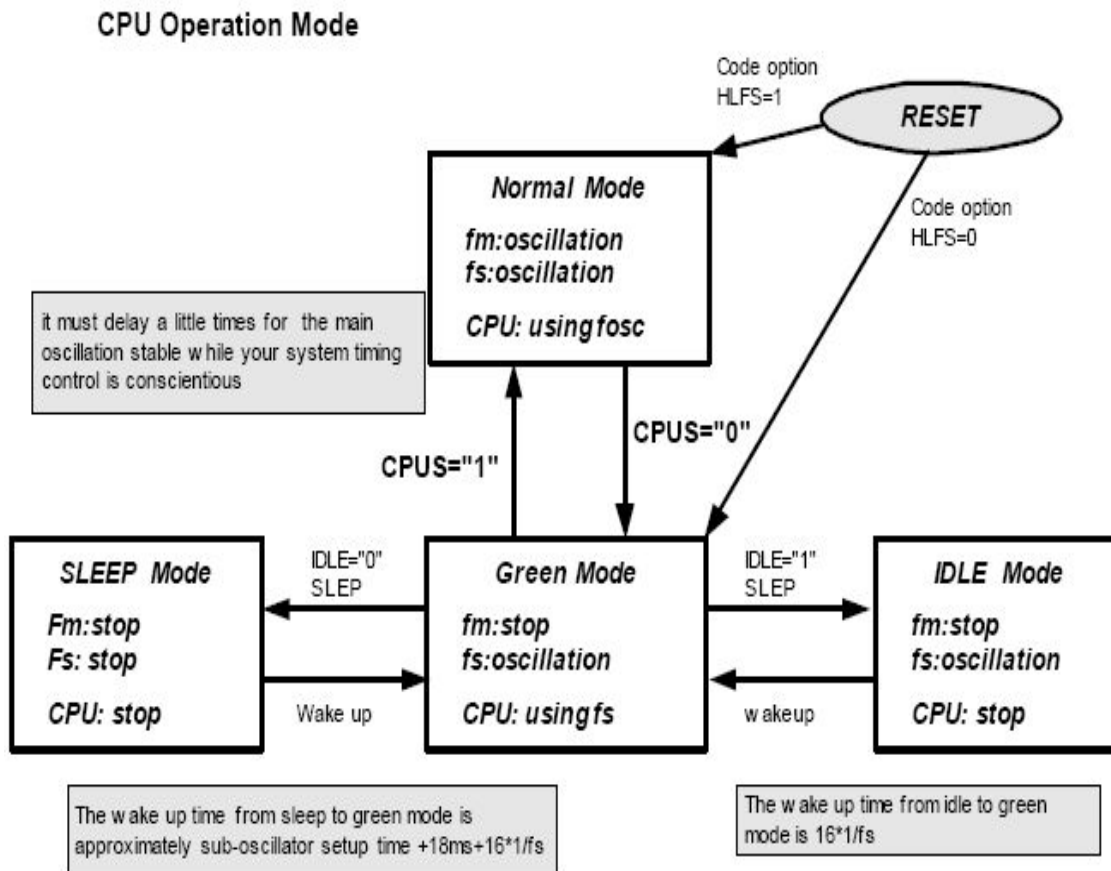 CPU Operation Mode
Code option
HLFS=1
RESET
Normal Mode
fm:oscillation
fs:oscillation
CPU: using fosc
Code option
HLFS=0
it must delay a little times for the main
oscillation stable while your system timing
control is conscientious
CPUS="1"
CPUS="0"
SLEEP Mode
Fm:stop
Fs: stop
CPU: stop
IDLE="0"
SLEP
Wake up
Green Mode
fm:stop
fs:oscillation
CPU: using fs
IDLE="1"
SLEP
wakeup
IDLE Mode
fm:stop
fs:oscillation
CPU: stop
The wake up time from sleep to green mode is
approximately sub-oscillator setup time +18ms+16*1/fs
The wake up time from idle to green
mode is 16*1/fs